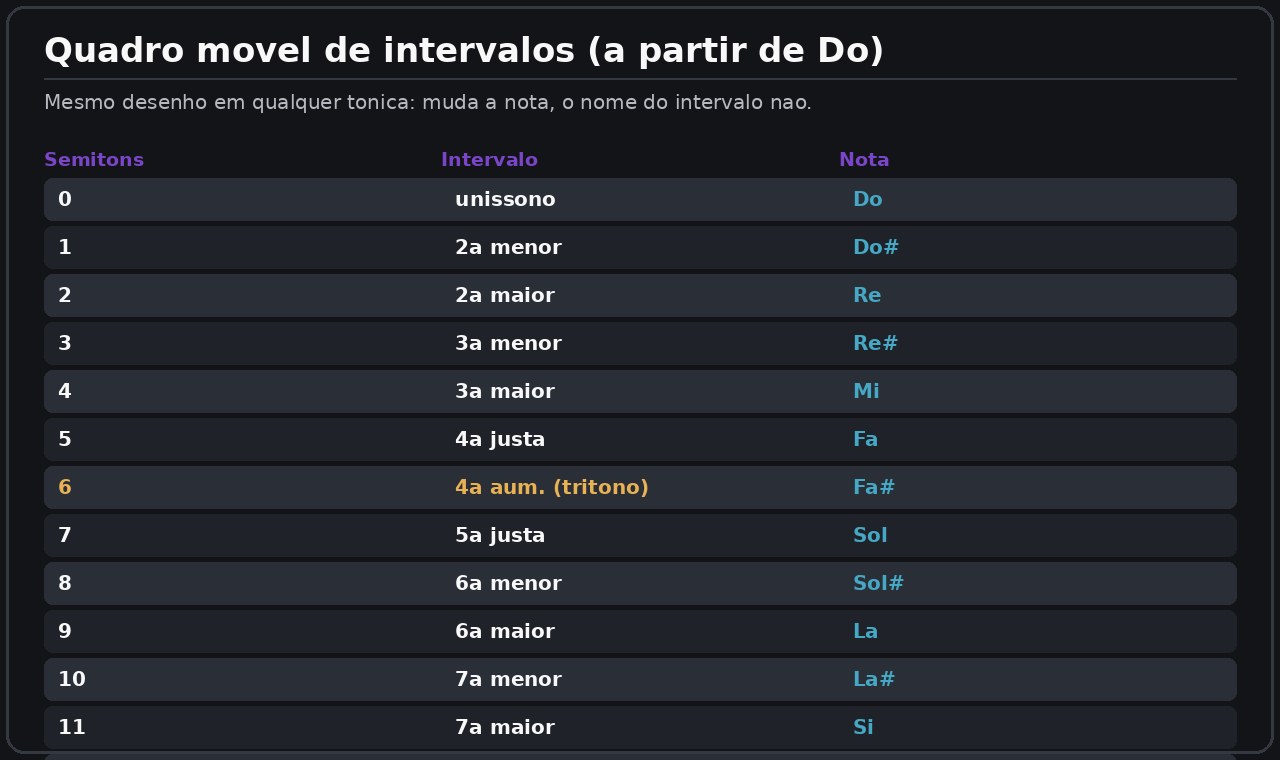 Quadro movel de intervalos (a partir de Do)
Mesmo desenho em qualquer tonica: muda a nota, o nome do intervalo nao.
Semitons Intervalo Nota
0 unissono Do
1 2a menor Do#
2 2a maior Re
3 3a menor Re#
4 3a maior Mi
5 4a justa Fa
6 4a aum. (tritono) Fa#
7 5a justa Sol
8 6a menor Sol#
9 6a maior La
10 7a menor La#
11 7a maior Si